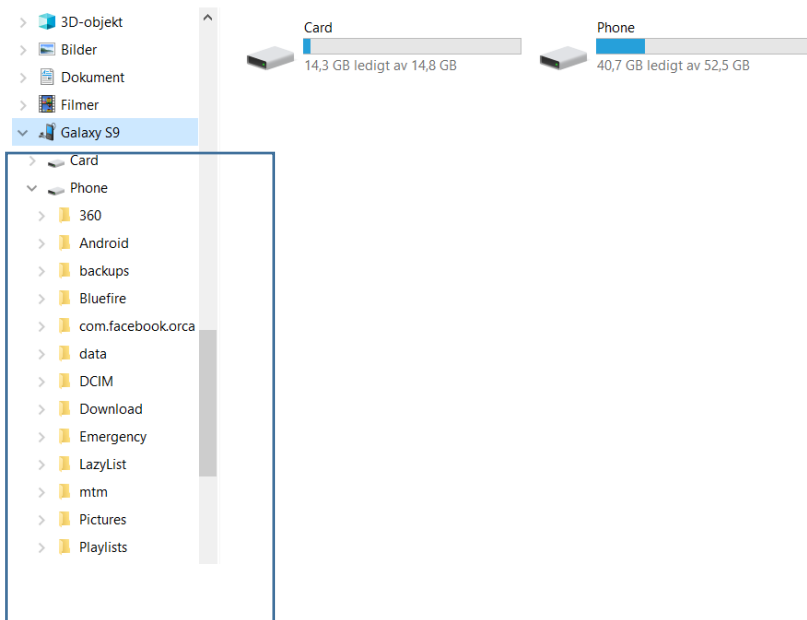 3D-objekt
Bilder
Dokument
Filmer
Galaxy S9
Card
Phone
360
Android
backups
Bluefire
com.facebook.orca
data
DCIM
Download
Emergency
LazyList
mtm
Pictures
Playlists
Card
14,3 GB ledigt av 14,8 GB
Phone
40,7 GB ledigt av 52,5 GB